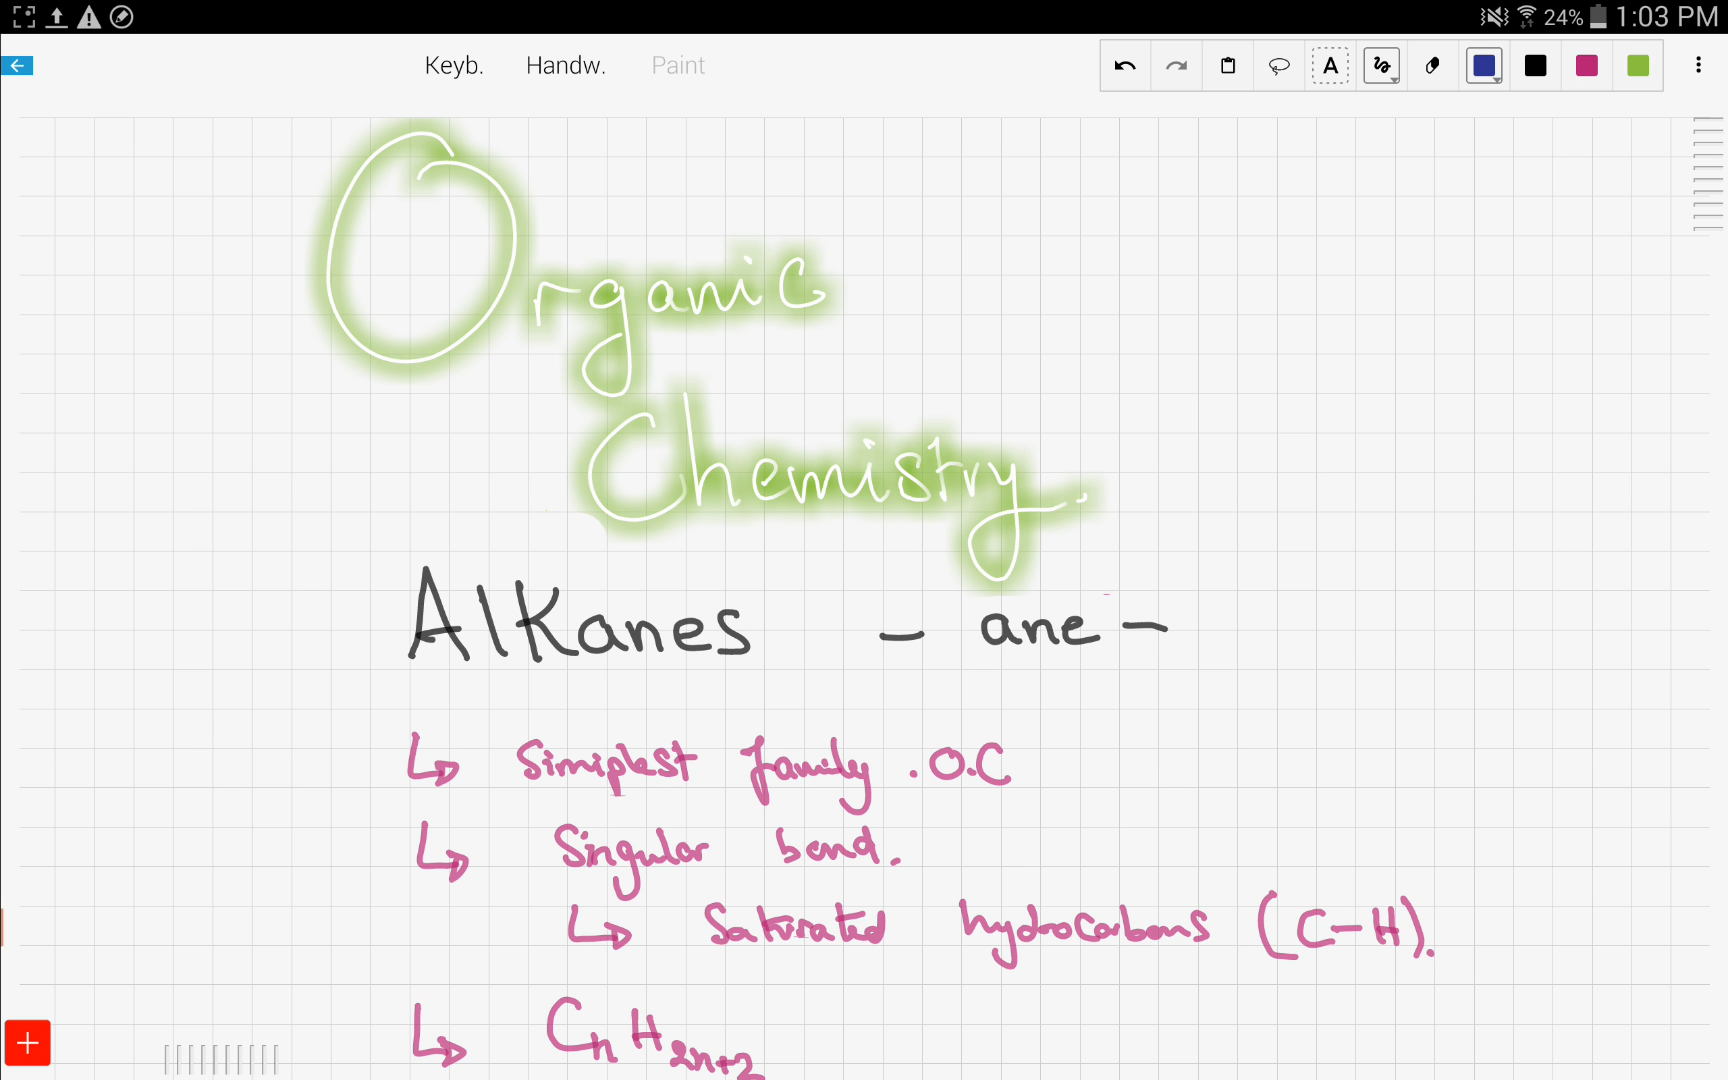 24% 1:03 PM
Keyb. Handw. Paint
A
Organic
Chemistry..
Alkanes - ane -
↳ Simplest family . O.C
↳ Singular bond.
↳ Saturated hydrocarbons (C-H).
↳ CnH2n+2